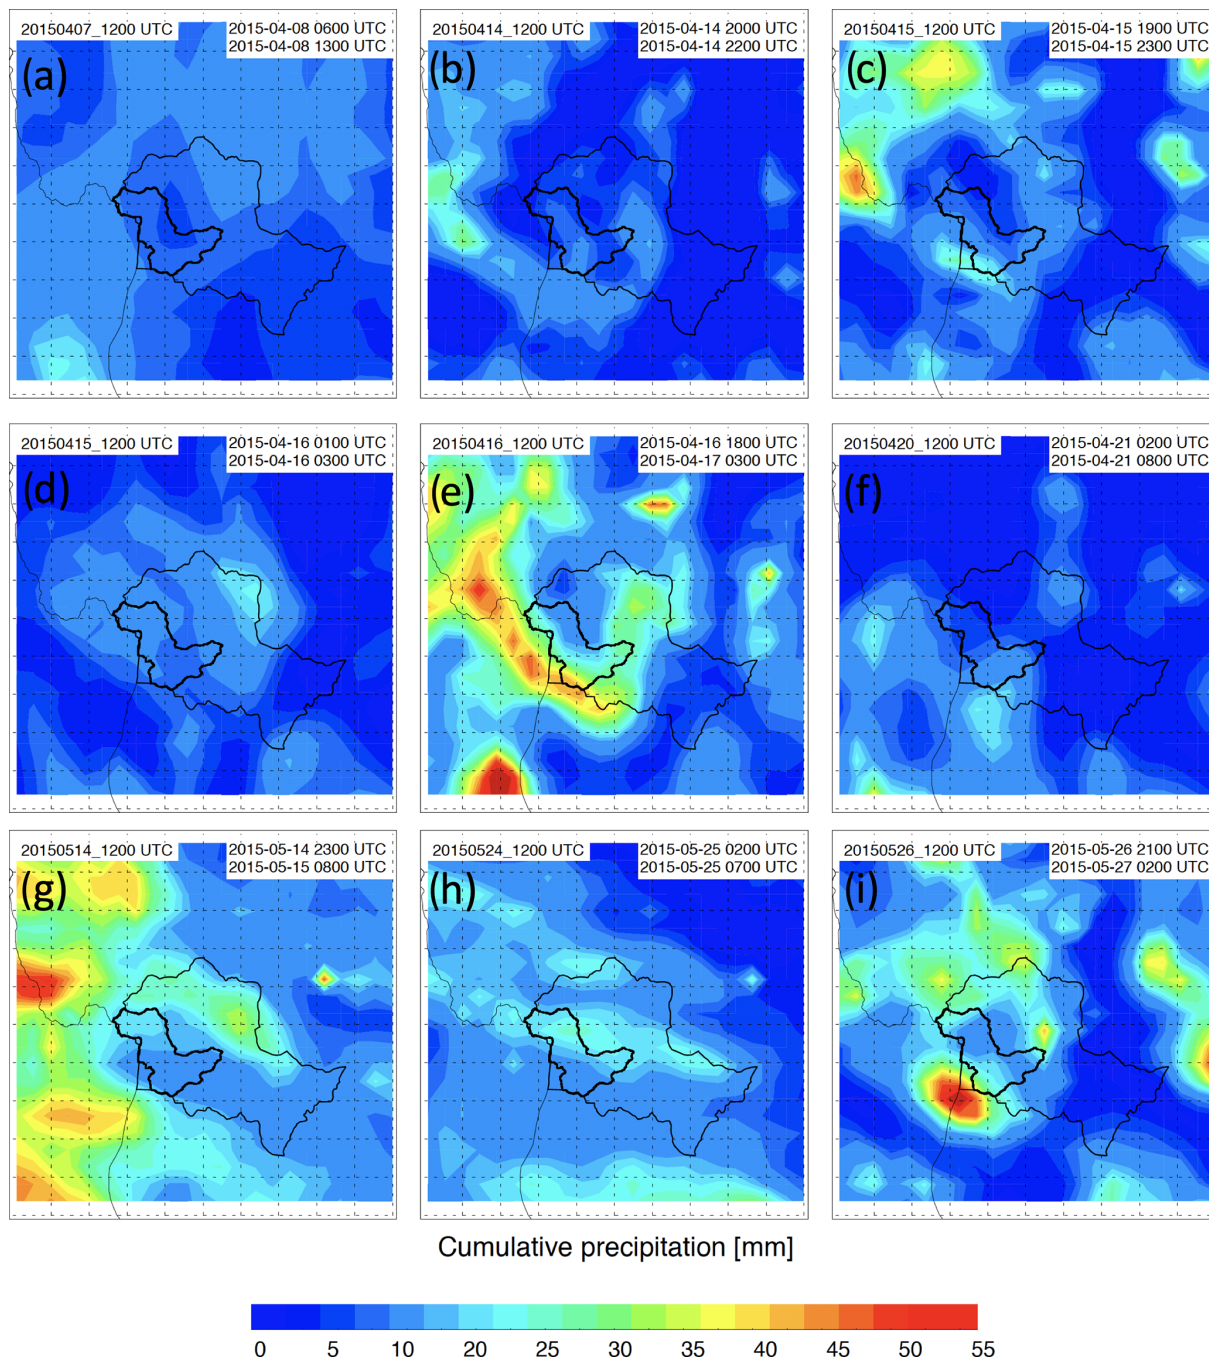 20150407_1200 UTC 2015-04-08 0600 UTC
2015-04-08 1300 UTC
(a)
20150414_1200 UTC 2015-04-14 2000 UTC
2015-04-14 2200 UTC
(b)
20150415_1200 UTC 2015-04-15 1900 UTC
2015-04-15 2300 UTC
(c)
20150415_1200 UTC 2015-04-16 0100 UTC
2015-04-16 0300 UTC
(d)
20150416_1200 UTC 2015-04-16 1800 UTC
2015-04-17 0300 UTC
(e)
20150420_1200 UTC 2015-04-21 0200 UTC
2015-04-21 0800 UTC
(f)
20150514_1200 UTC 2015-05-14 2300 UTC
2015-05-15 0800 UTC
(g)
20150524_1200 UTC 2015-05-25 0200 UTC
2015-05-25 0700 UTC
(h)
20150526_1200 UTC 2015-05-26 2100 UTC
2015-05-27 0200 UTC
(i)
Cumulative precipitation [mm]
0 5 10 20 25 30 35 40 45 50 55